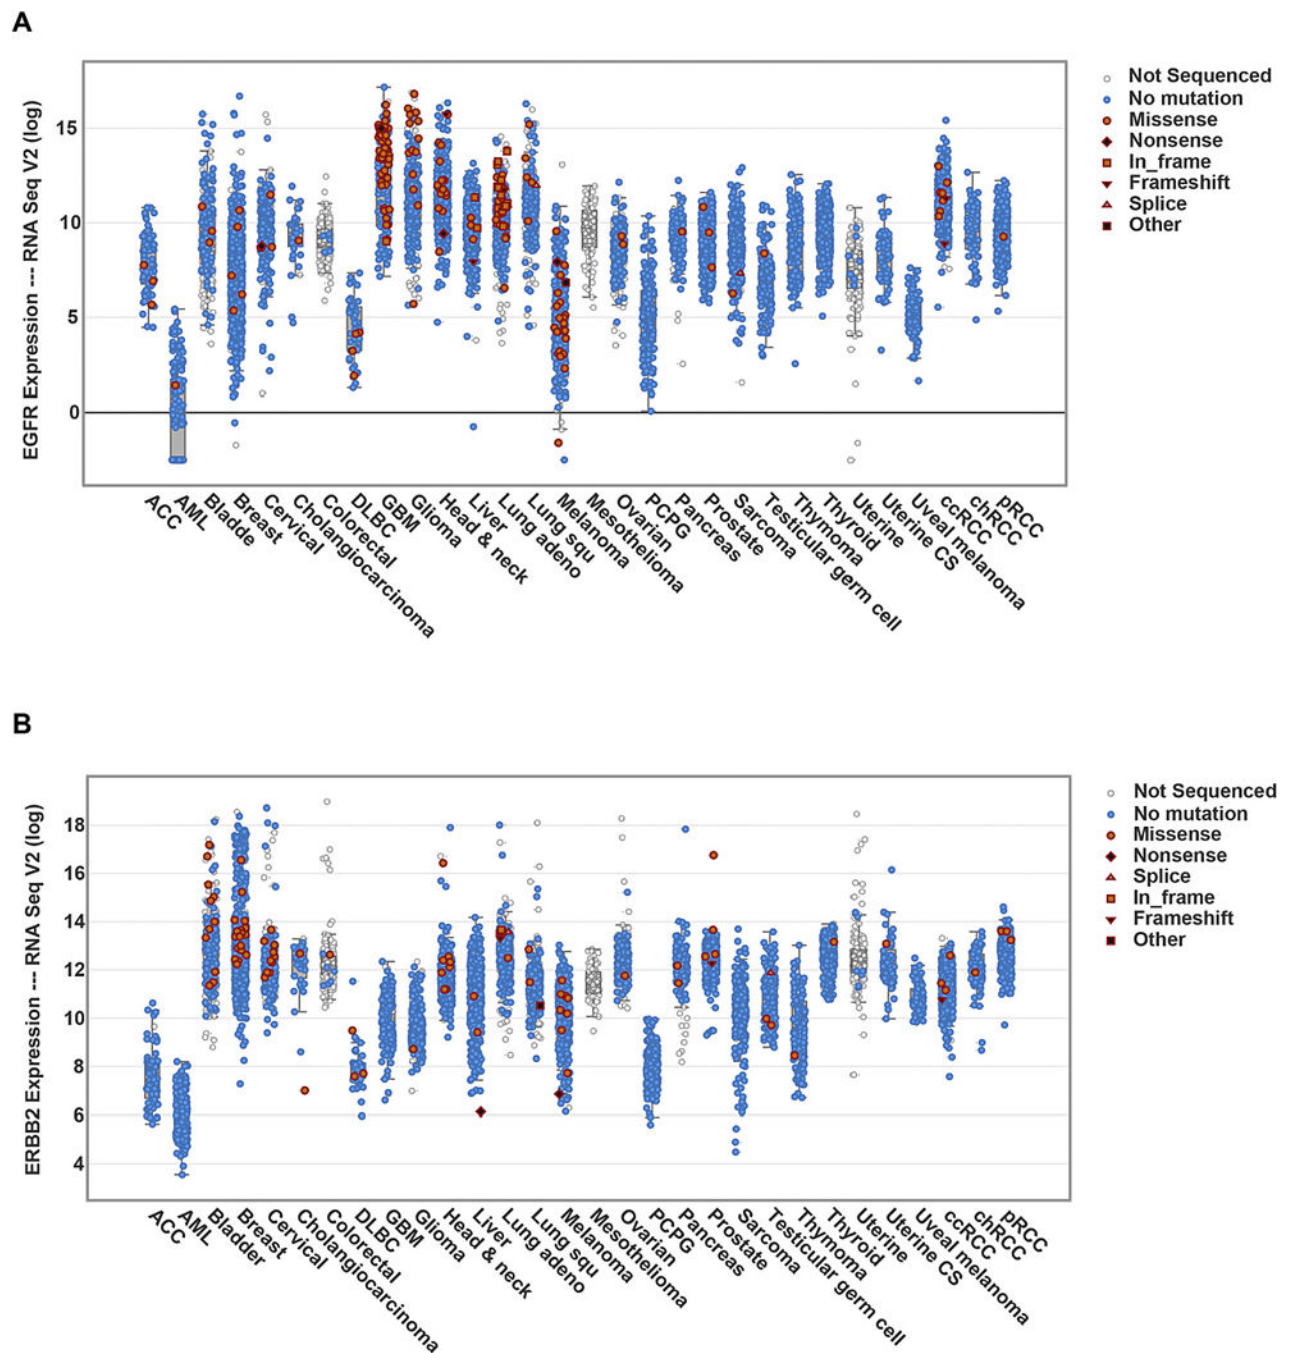 A
EGFR Expression --- RNA Seq V2 (log)
15
10
5
0
ACC
AML
Bladde
Breast
Cervical
Cholangiocarcinoma
Colorectal
DLBC
GBM
Glioma
Head & neck
Liver
Lung adeno
Lung squ
Melanoma
Mesothelioma
Ovarian
PCPG
Pancreas
Prostate
Sarcoma
Testicular germ cell
Thymoma
Thyroid
Uterine
Uterine CS
Uveal melanoma
ccRCC
chRCC
pRCC
Not Sequenced
No mutation
Missense
Nonsense
In_frame
Frameshift
Splice
Other
B
ERBB2 Expression --- RNA Seq V2 (log)
18
16
14
12
10
8
6
4
ACC
AML
Bladder
Breast
Cervical
Cholangiocarcinoma
Colorectal
DLBC
GBM
Glioma
Head & neck
Liver
Lung adeno
Lung squ
Melanoma
Mesothelioma
Ovarian
PCPG
Pancreas
Prostate
Sarcoma
Testicular germ cell
Thymoma
Thyroid
Uterine
Uterine CS
Uveal melanoma
ccRCC
chRCC
pRCC
Not Sequenced
No mutation
Missense
Nonsense
Splice
In_frame
Frameshift
Other